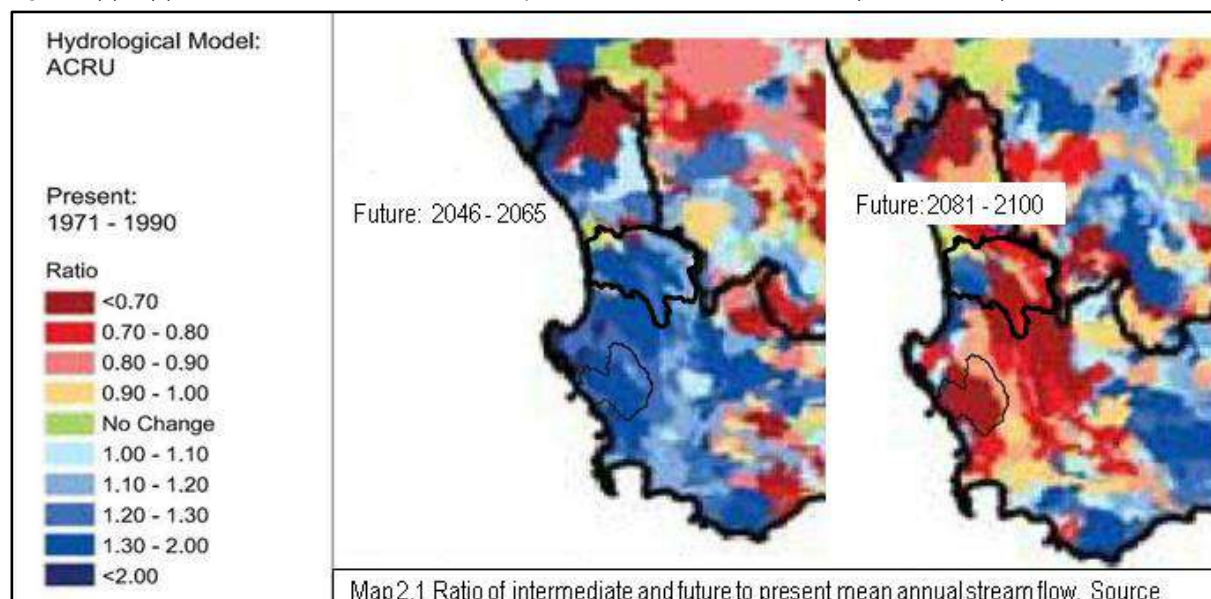 Hydrological Model:
ACRU
Present:
1971 - 1990
Ratio
<0.70
0.70 - 0.80
0.80 - 0.90
0.90 - 1.00
No Change
1.00 - 1.10
1.10 - 1.20
1.20 - 1.30
1.30 - 2.00
<2.00
Future: 2046 - 2065
Future: 2081 - 2100
Map 2.1 Ratio of intermediate and future to present mean annual stream flow. Source